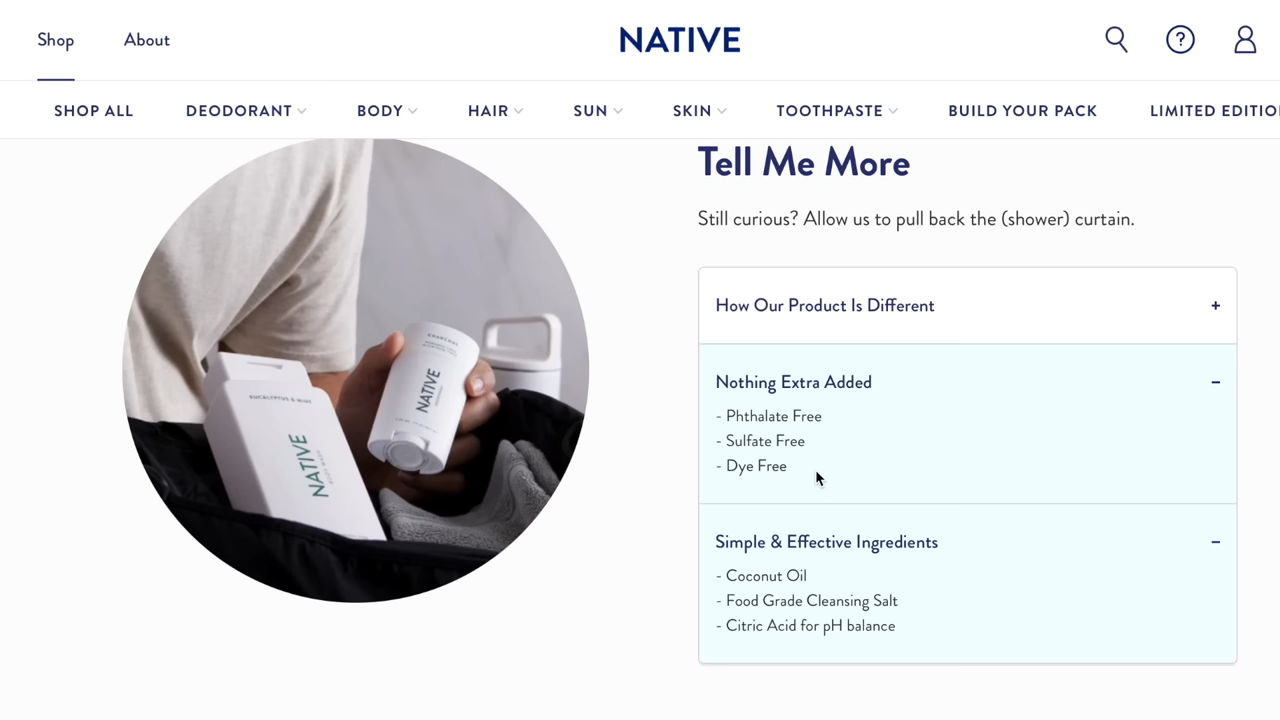 Shop
About
NATIVE
SHOP ALL
DEODORANT
BODY
HAIR
SUN
SKIN
TOOTHPASTE
BUILD YOUR PACK
LIMITED EDITIO
EUCALYPTUS & MINT
NATIVE
BODY WASH
CHARCOAL
NATIVE
Tell Me More
Still curious? Allow us to pull back the (shower) curtain.
How Our Product Is Different
Nothing Extra Added
- Phthalate Free
- Sulfate Free
- Dye Free
Simple & Effective Ingredients
- Coconut Oil
- Food Grade Cleansing Salt
- Citric Acid for pH balance